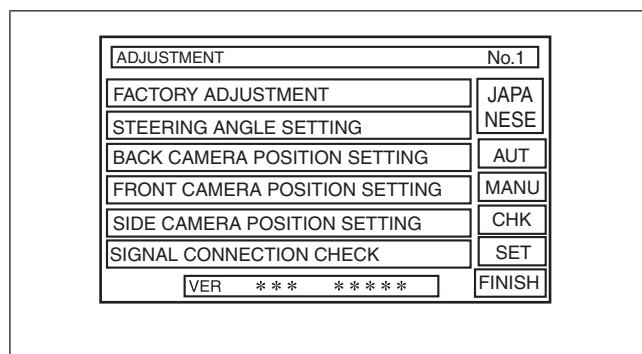 ADJUSTMENT No.1
FACTORY ADJUSTMENT
JAPA
NESE
STEERING ANGLE SETTING
BACK CAMERA POSITION SETTING AUT
FRONT CAMERA POSITION SETTING MANU
SIDE CAMERA POSITION SETTING CHK
SIGNAL CONNECTION CHECK SET
VER *** ***** FINISH